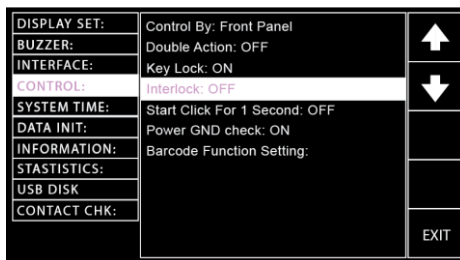 DISPLAY SET:
BUZZER:
INTERFACE:
CONTROL:
SYSTEM TIME:
DATA INIT:
INFORMATION:
STASTISTICS:
USB DISK
CONTACT CHK:
Control By: Front Panel
Double Action: OFF
Key Lock: ON
Interlock: OFF
Start Click For 1 Second: OFF
Power GND check: ON
Barcode Function Setting:
EXIT